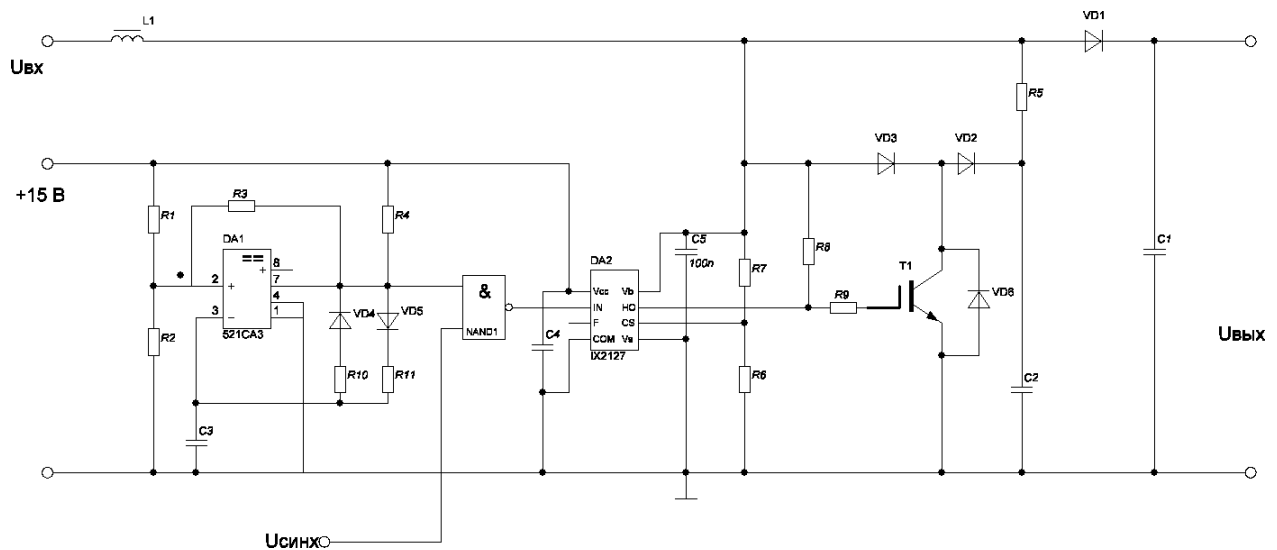 L1
VD1
Uвх
R5
VD3
VD2
+15 В
R3
R1
R4
DA1
C5
100n
R8
C1
==
+
8
2
+
7
4
3
–
1
521CA3
R7
DA2
T1
&
Vcc
Vb
IN
HO
F
CS
COM
Vs
IX2127
R9
VD6
VD4
VD5
NAND1
C4
R2
Uвых
R10
R11
R6
C2
C3
Uсинх